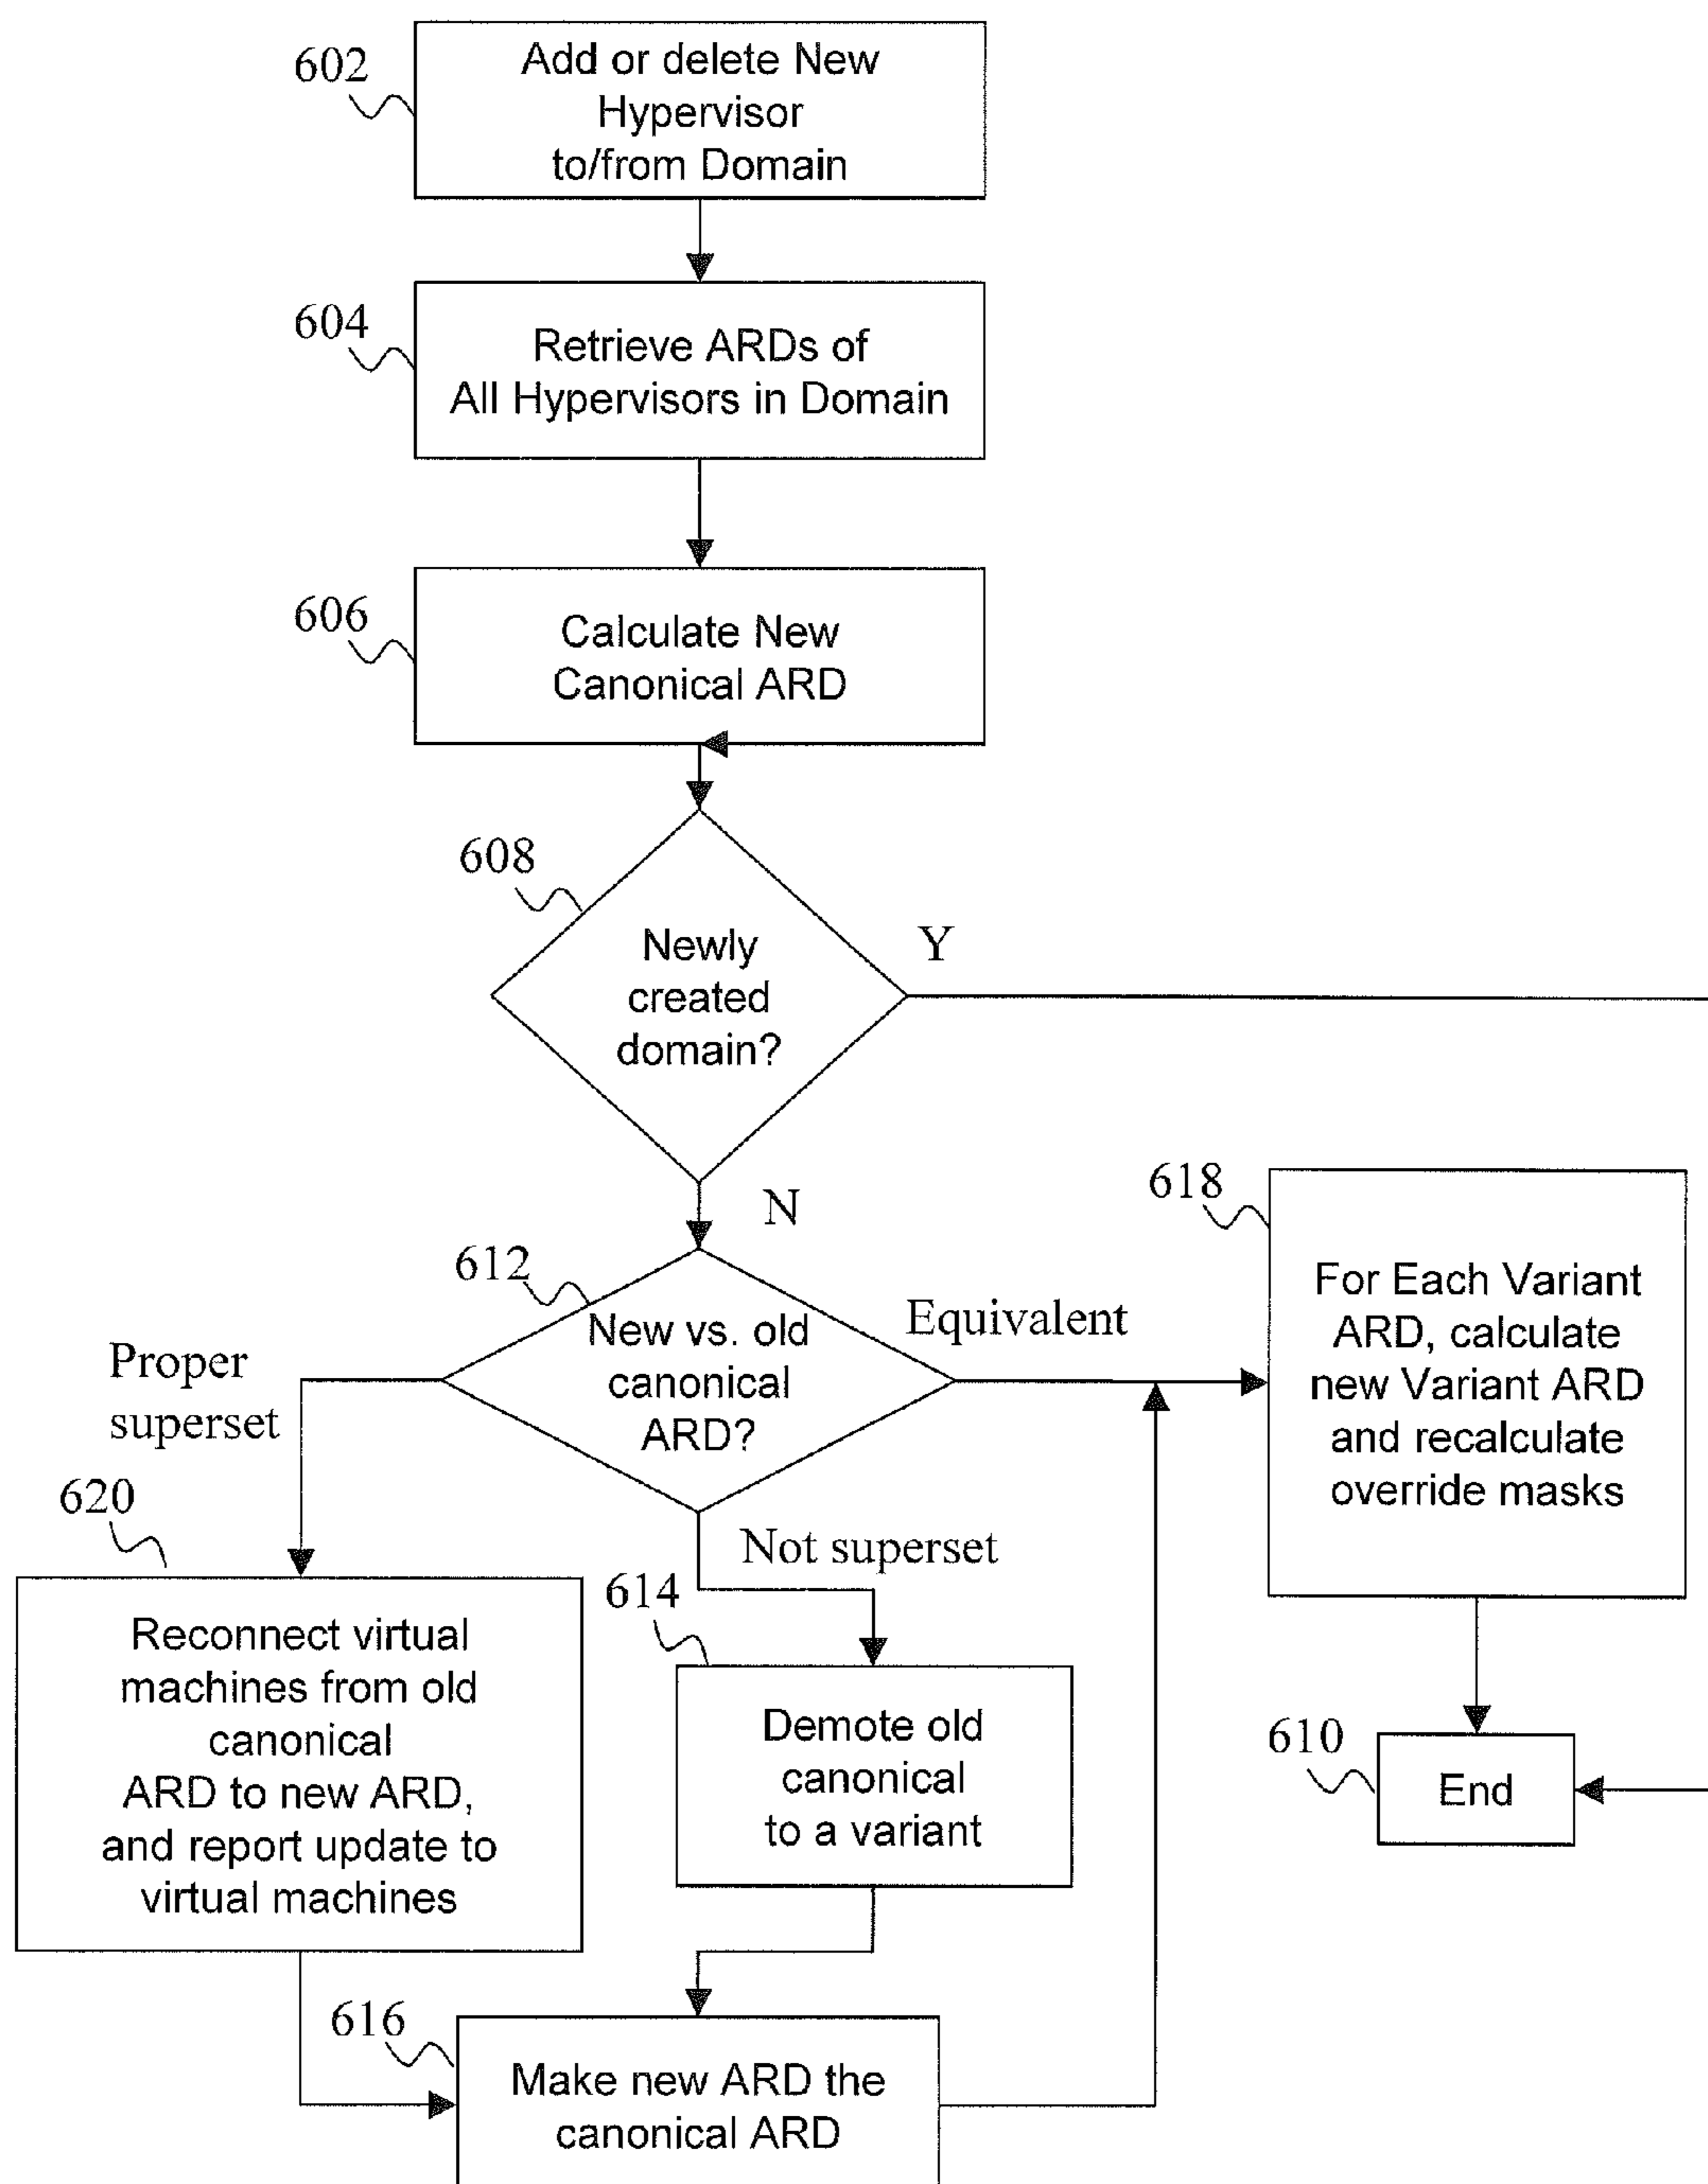 602
Add or delete New
Hypervisor
to/from Domain
604
Retrieve ARDs of
All Hypervisors in Domain
606
Calculate New
Canonical ARD
608
Newly
created
domain?
Y
N
612
New vs. old
canonical
ARD?
Equivalent
Proper
superset
Not superset
618
For Each Variant
ARD, calculate
new Variant ARD
and recalculate
override masks
620
Reconnect virtual
machines from old
canonical
ARD to new ARD,
and report update to
virtual machines
614
Demote old
canonical
to a variant
610
End
616
Make new ARD the
canonical ARD